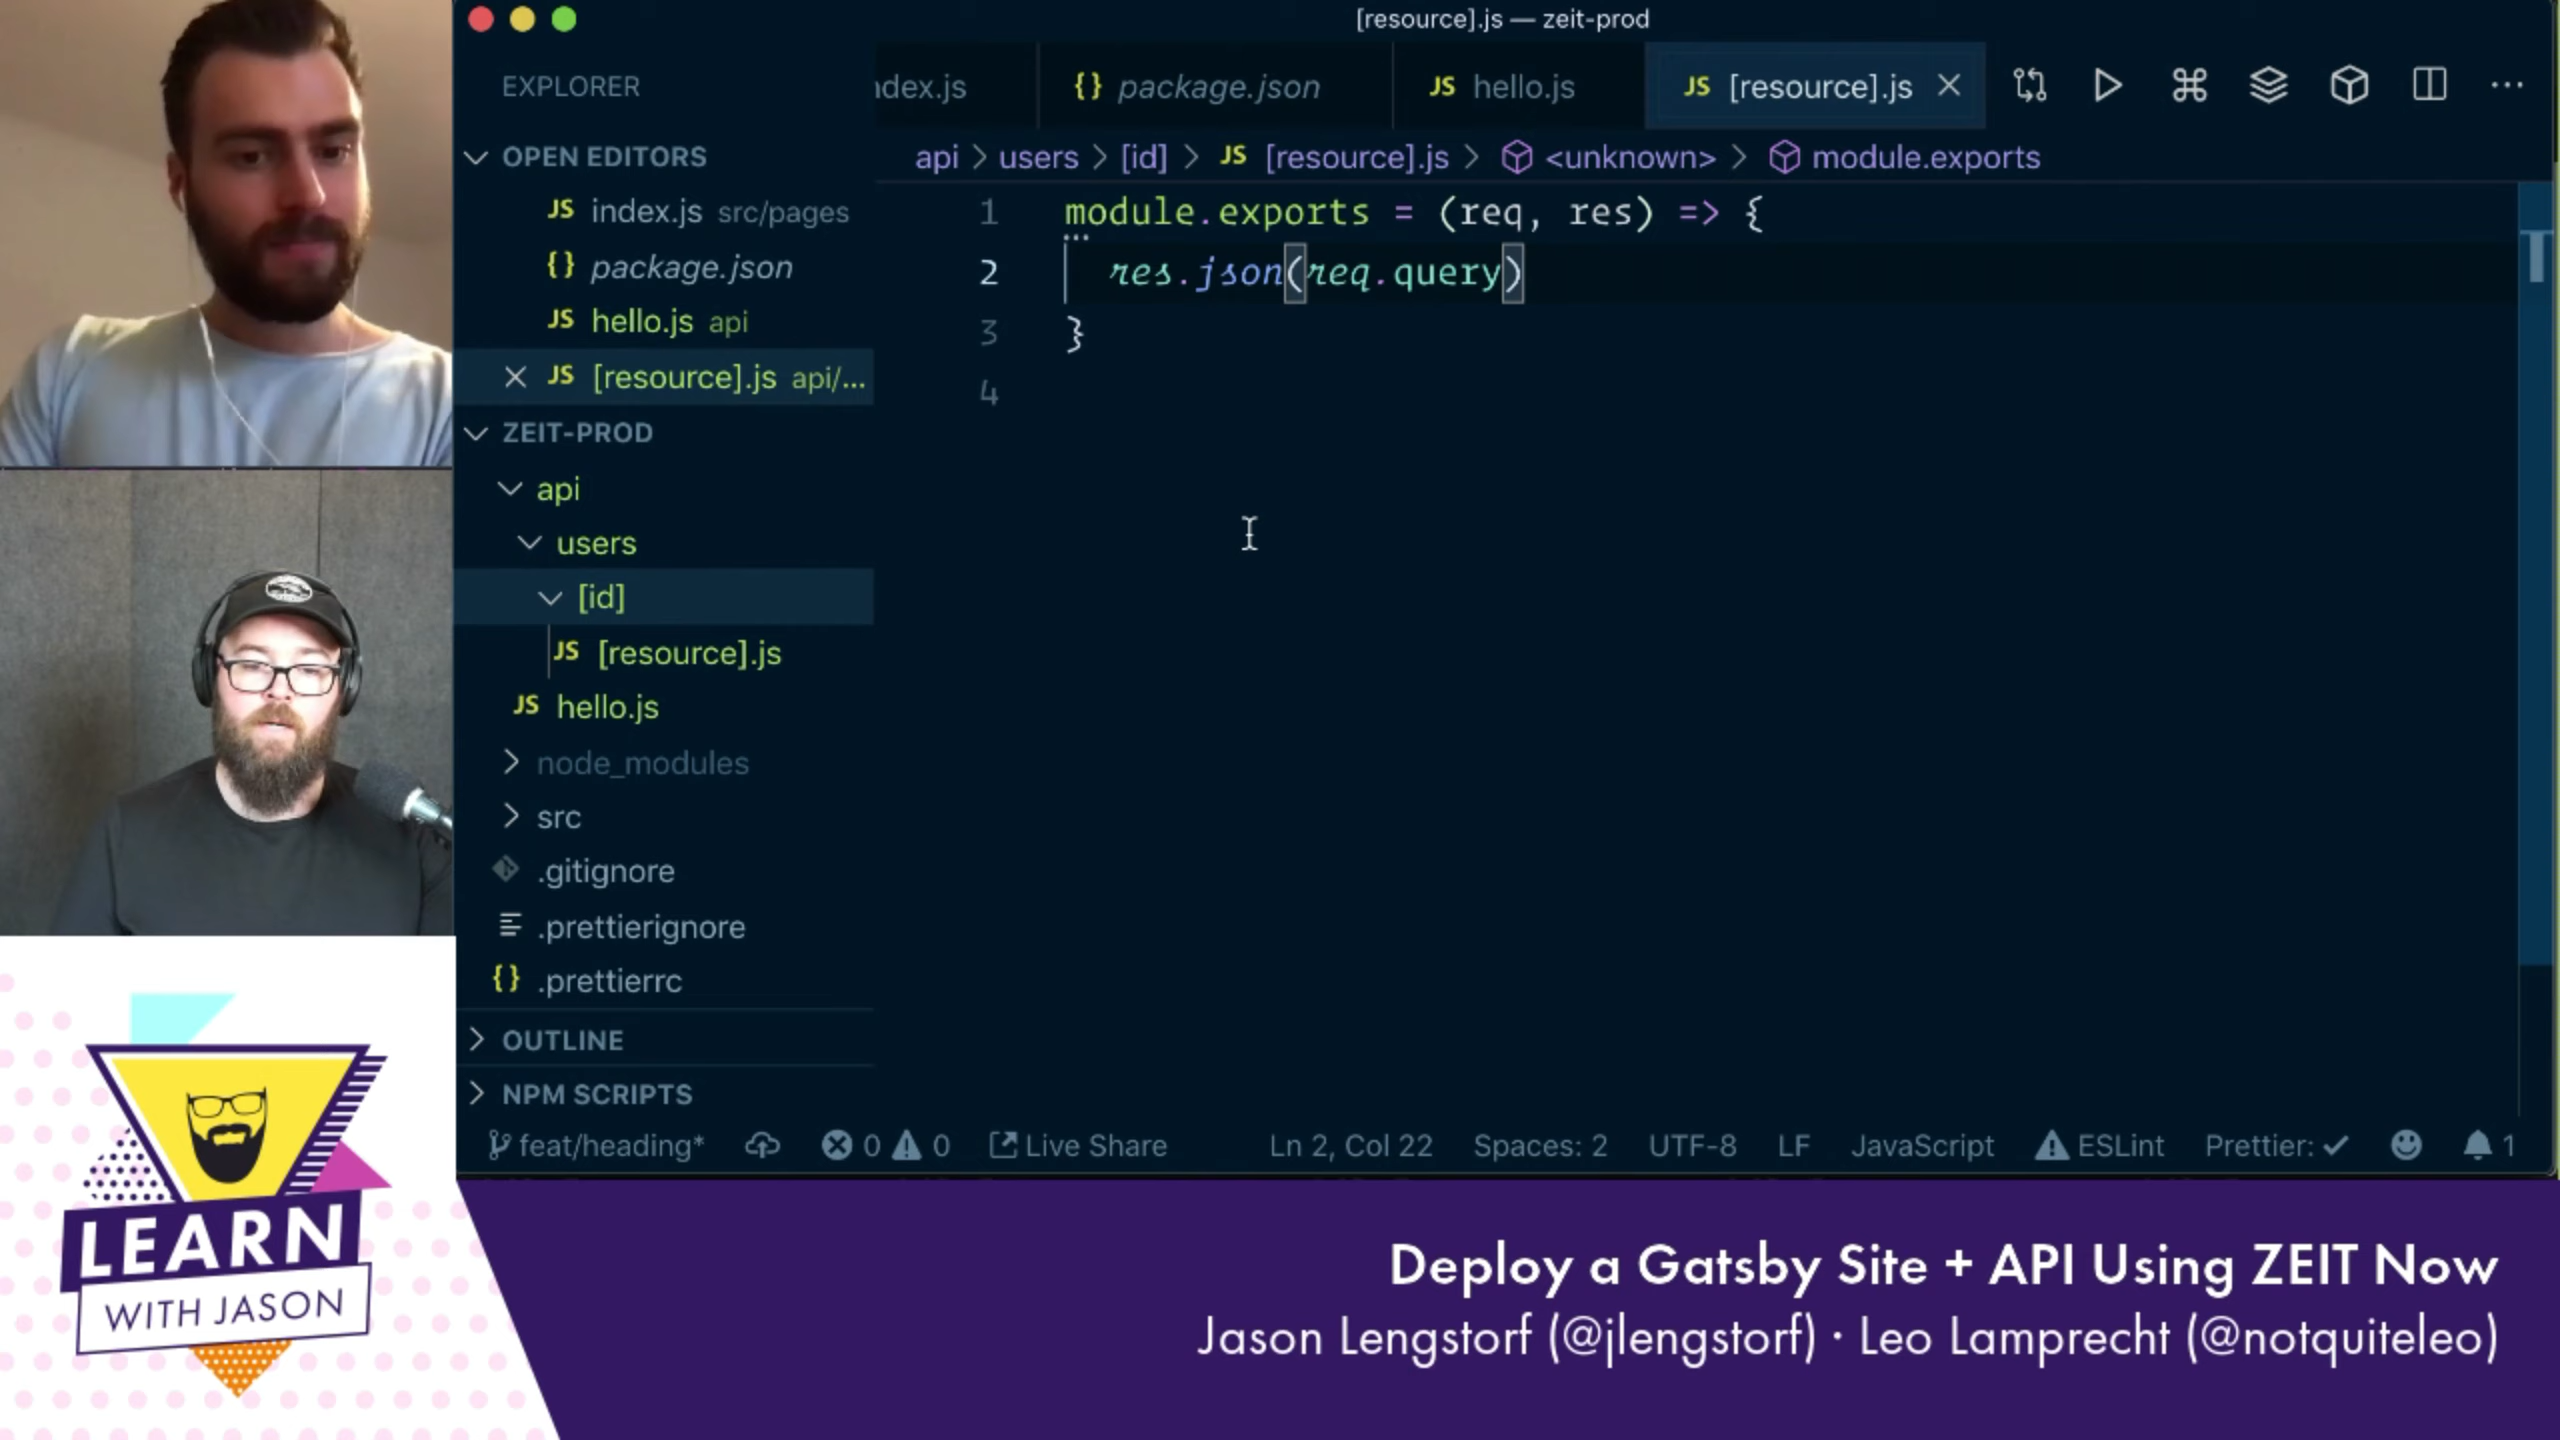 [resource].js — zeit-prod
EXPLORER
ndex.js
{} package.json
JS hello.js
JS [resource].js
api > users > [id] > JS [resource].js > <unknown> > module.exports
OPEN EDITORS
JS index.js src/pages
{} package.json
JS hello.js api
JS [resource].js api/...
ZEIT-PROD
api
users
[id]
JS [resource].js
JS hello.js
node_modules
src
.gitignore
.prettierignore
{} .prettierrc
OUTLINE
NPM SCRIPTS
1 module.exports = (req, res) => {
2 res.json(req.query)
3 }
4
feat/heading* 0 0 Live Share Ln 2, Col 22 Spaces: 2 UTF-8 LF JavaScript ESLint Prettier: ✓ 1
LEARN
WITH JASON
Deploy a Gatsby Site + API Using ZEIT Now
Jason Lengstorf (@jlengstorf) · Leo Lamprecht (@notquiteleo)